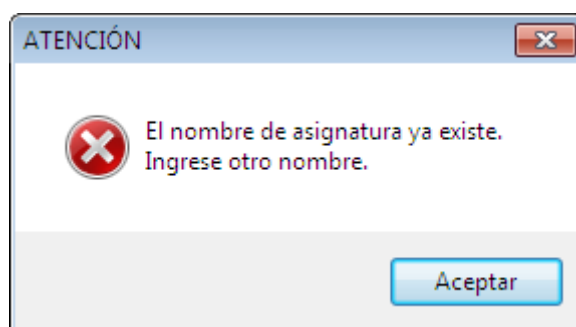 ATENCIÓN
El nombre de asignatura ya existe.
Ingrese otro nombre.
Aceptar